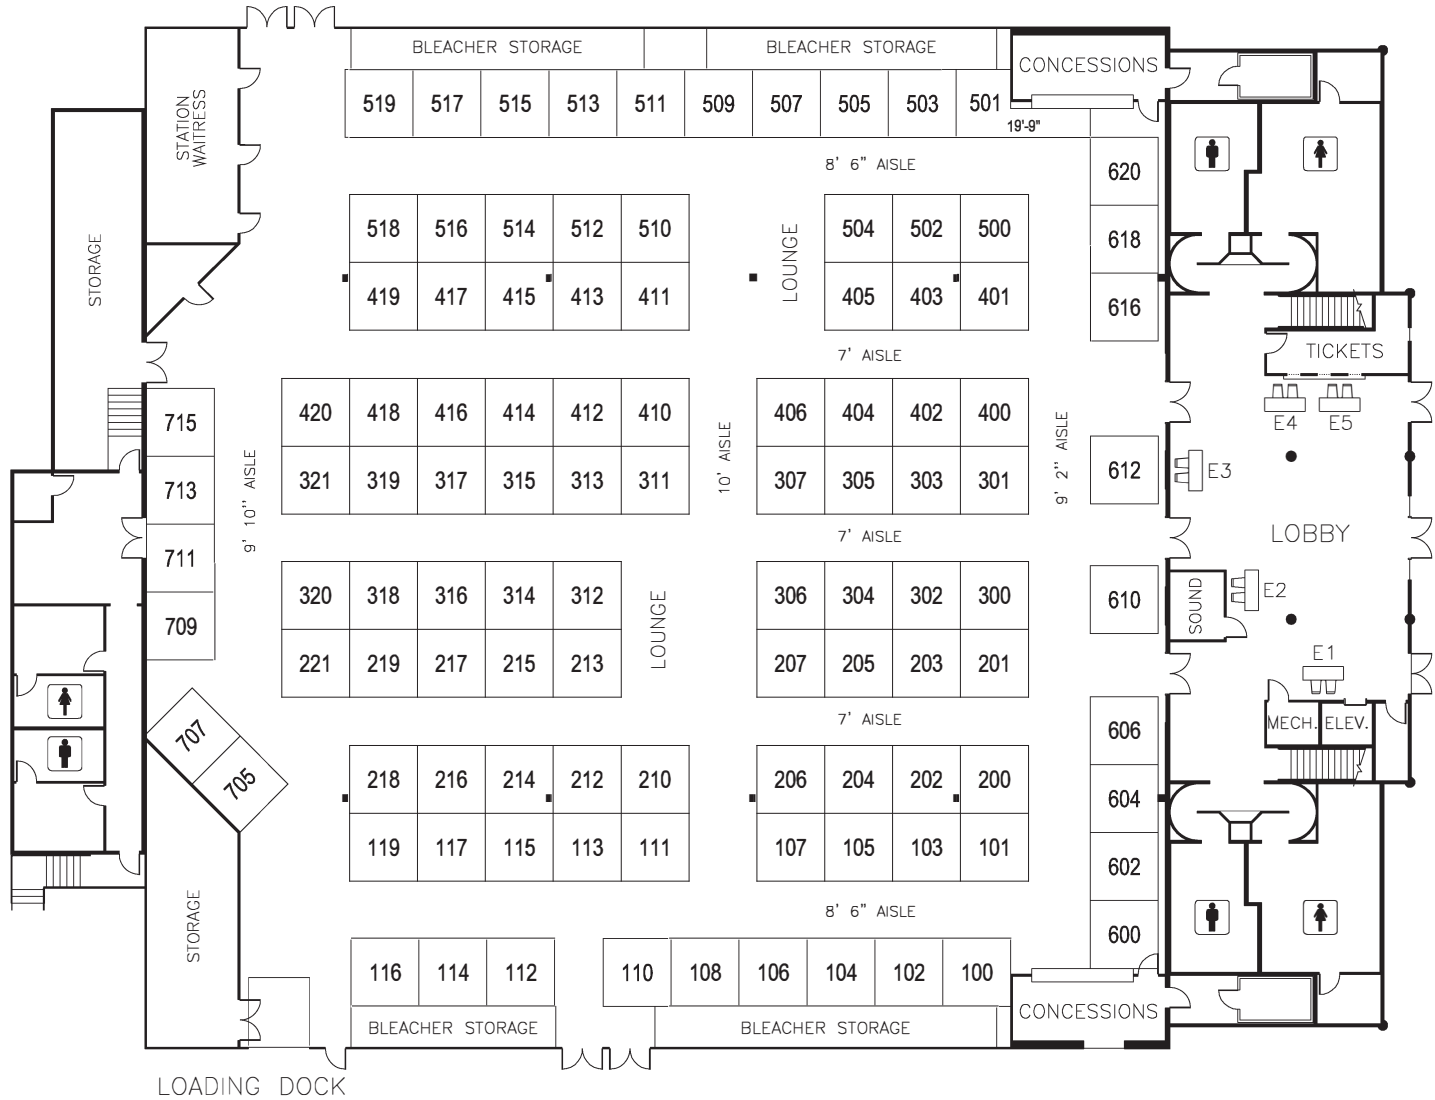 BLEACHER STORAGE BLEACHER STORAGE
CONCESSIONS
519 517 515 513 511 509 507 505 503 501
19'-9"
STATION
WAITRESS
8' 6" AISLE
620
518 516 514 512 510 504 502 500
618
LOUNGE
STORAGE
419 417 415 413 411 405 403 401
616
7' AISLE
TICKETS
715
420 418 416 414 412 410 406 404 402 400
E4 E5
9' 10" AISLE
10' AISLE
9' 2" AISLE
713
321 319 317 315 313 311 307 305 303 301
612
E3
7' AISLE
LOBBY
711
320 318 316 314 312 306 304 302 300
610
SOUND
E2
709
LOUNGE
221 219 217 215 213 207 205 203 201
E1
7' AISLE
707
606
MECH. ELEV.
705
218 216 214 212 210 206 204 202 200
604
119 117 115 113 111 107 105 103 101
602
8' 6" AISLE
STORAGE
600
116 114 112 110 108 106 104 102 100
CONCESSIONS
BLEACHER STORAGE BLEACHER STORAGE
LOADING DOCK